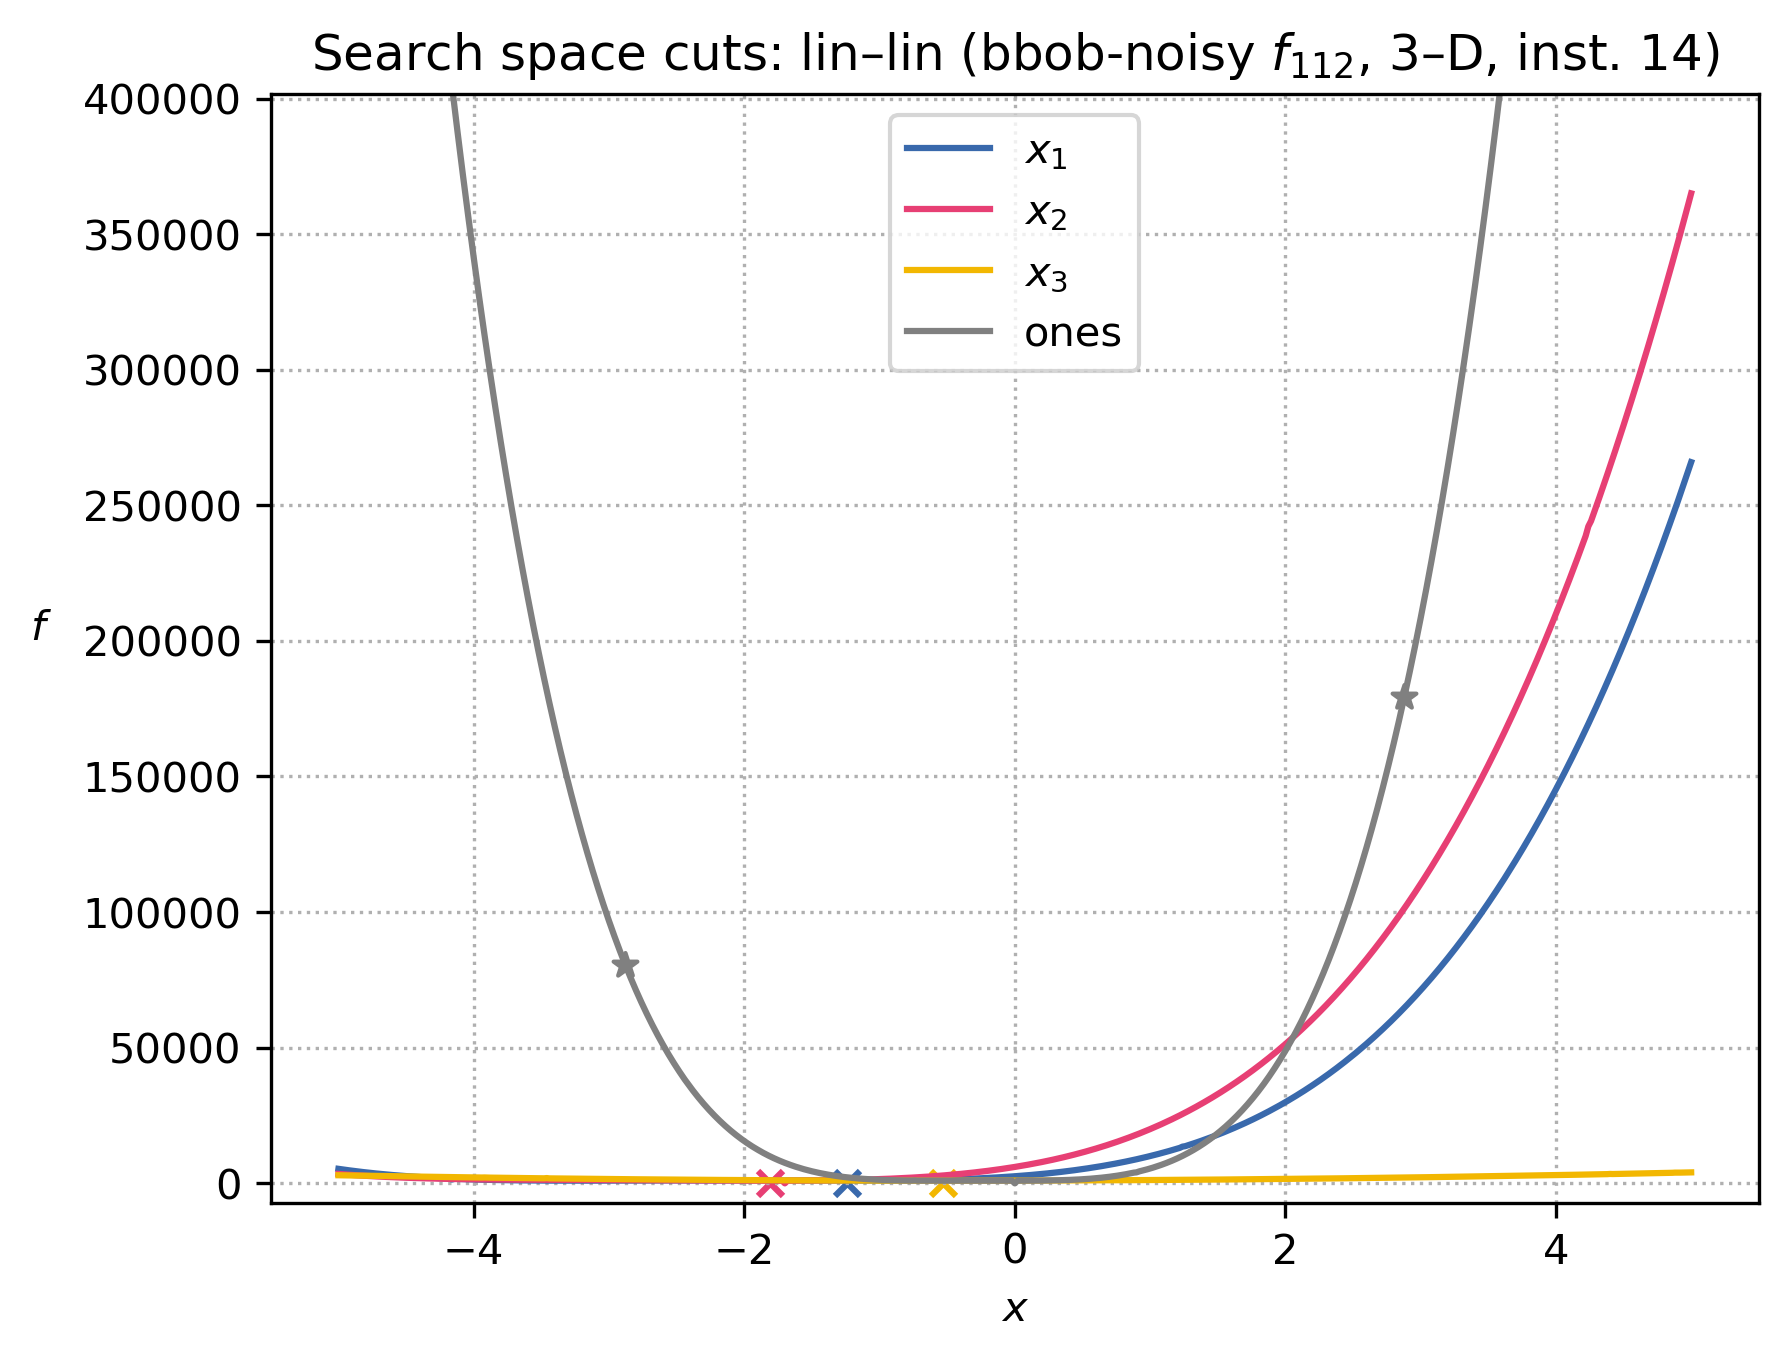 Search space cuts: lin–lin (bbob-noisy f₁₁₂, 3–D, inst. 14)
400000
350000
300000
250000
200000
150000
100000
50000
0
f
x₁
x₂
x₃
ones
−4
−2
0
2
4
x